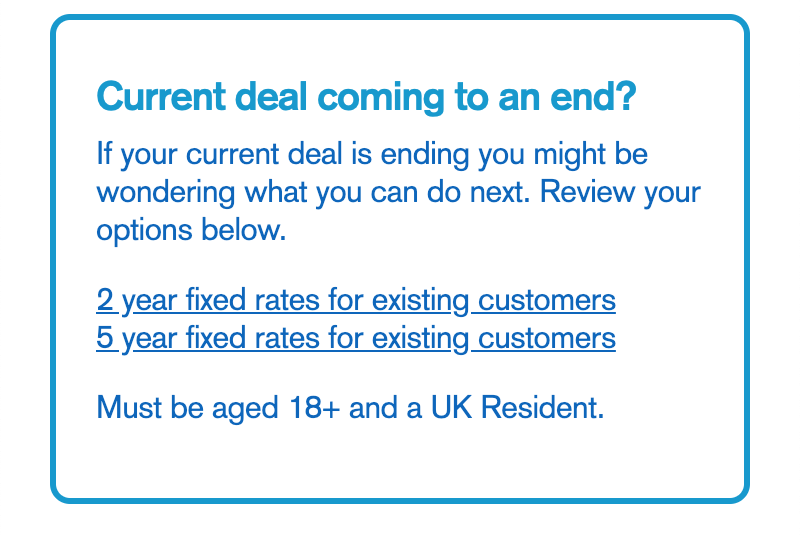 Current deal coming to an end?
If your current deal is ending you might be
wondering what you can do next. Review your
options below.
2 year fixed rates for existing customers
5 year fixed rates for existing customers
Must be aged 18+ and a UK Resident.